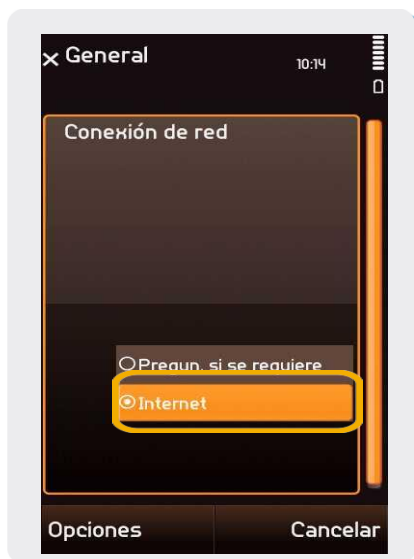 × General
10:14
Conexión de red
Pregun. si se requiere
Internet
Opciones
Cancelar